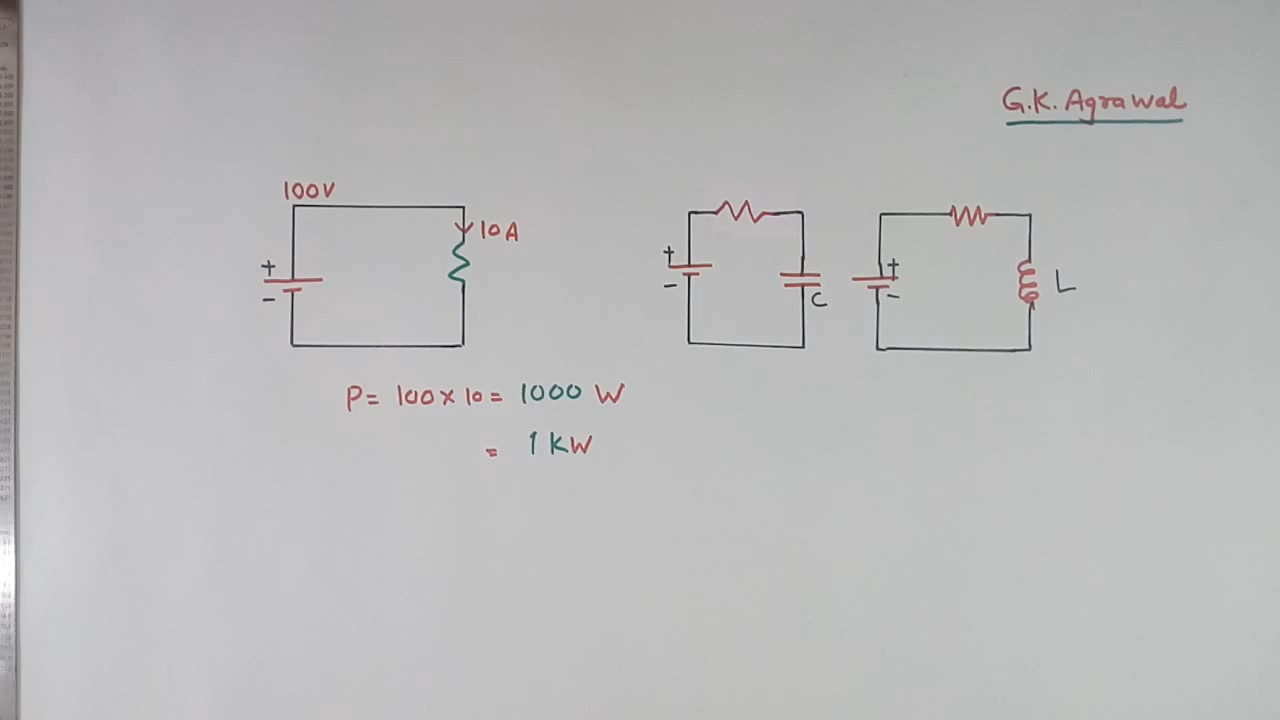 G.K. Agrawal
100V
10A
+
-
+
-
C
+
-
L
P = 100 x 10 = 1000 W
= 1 KW